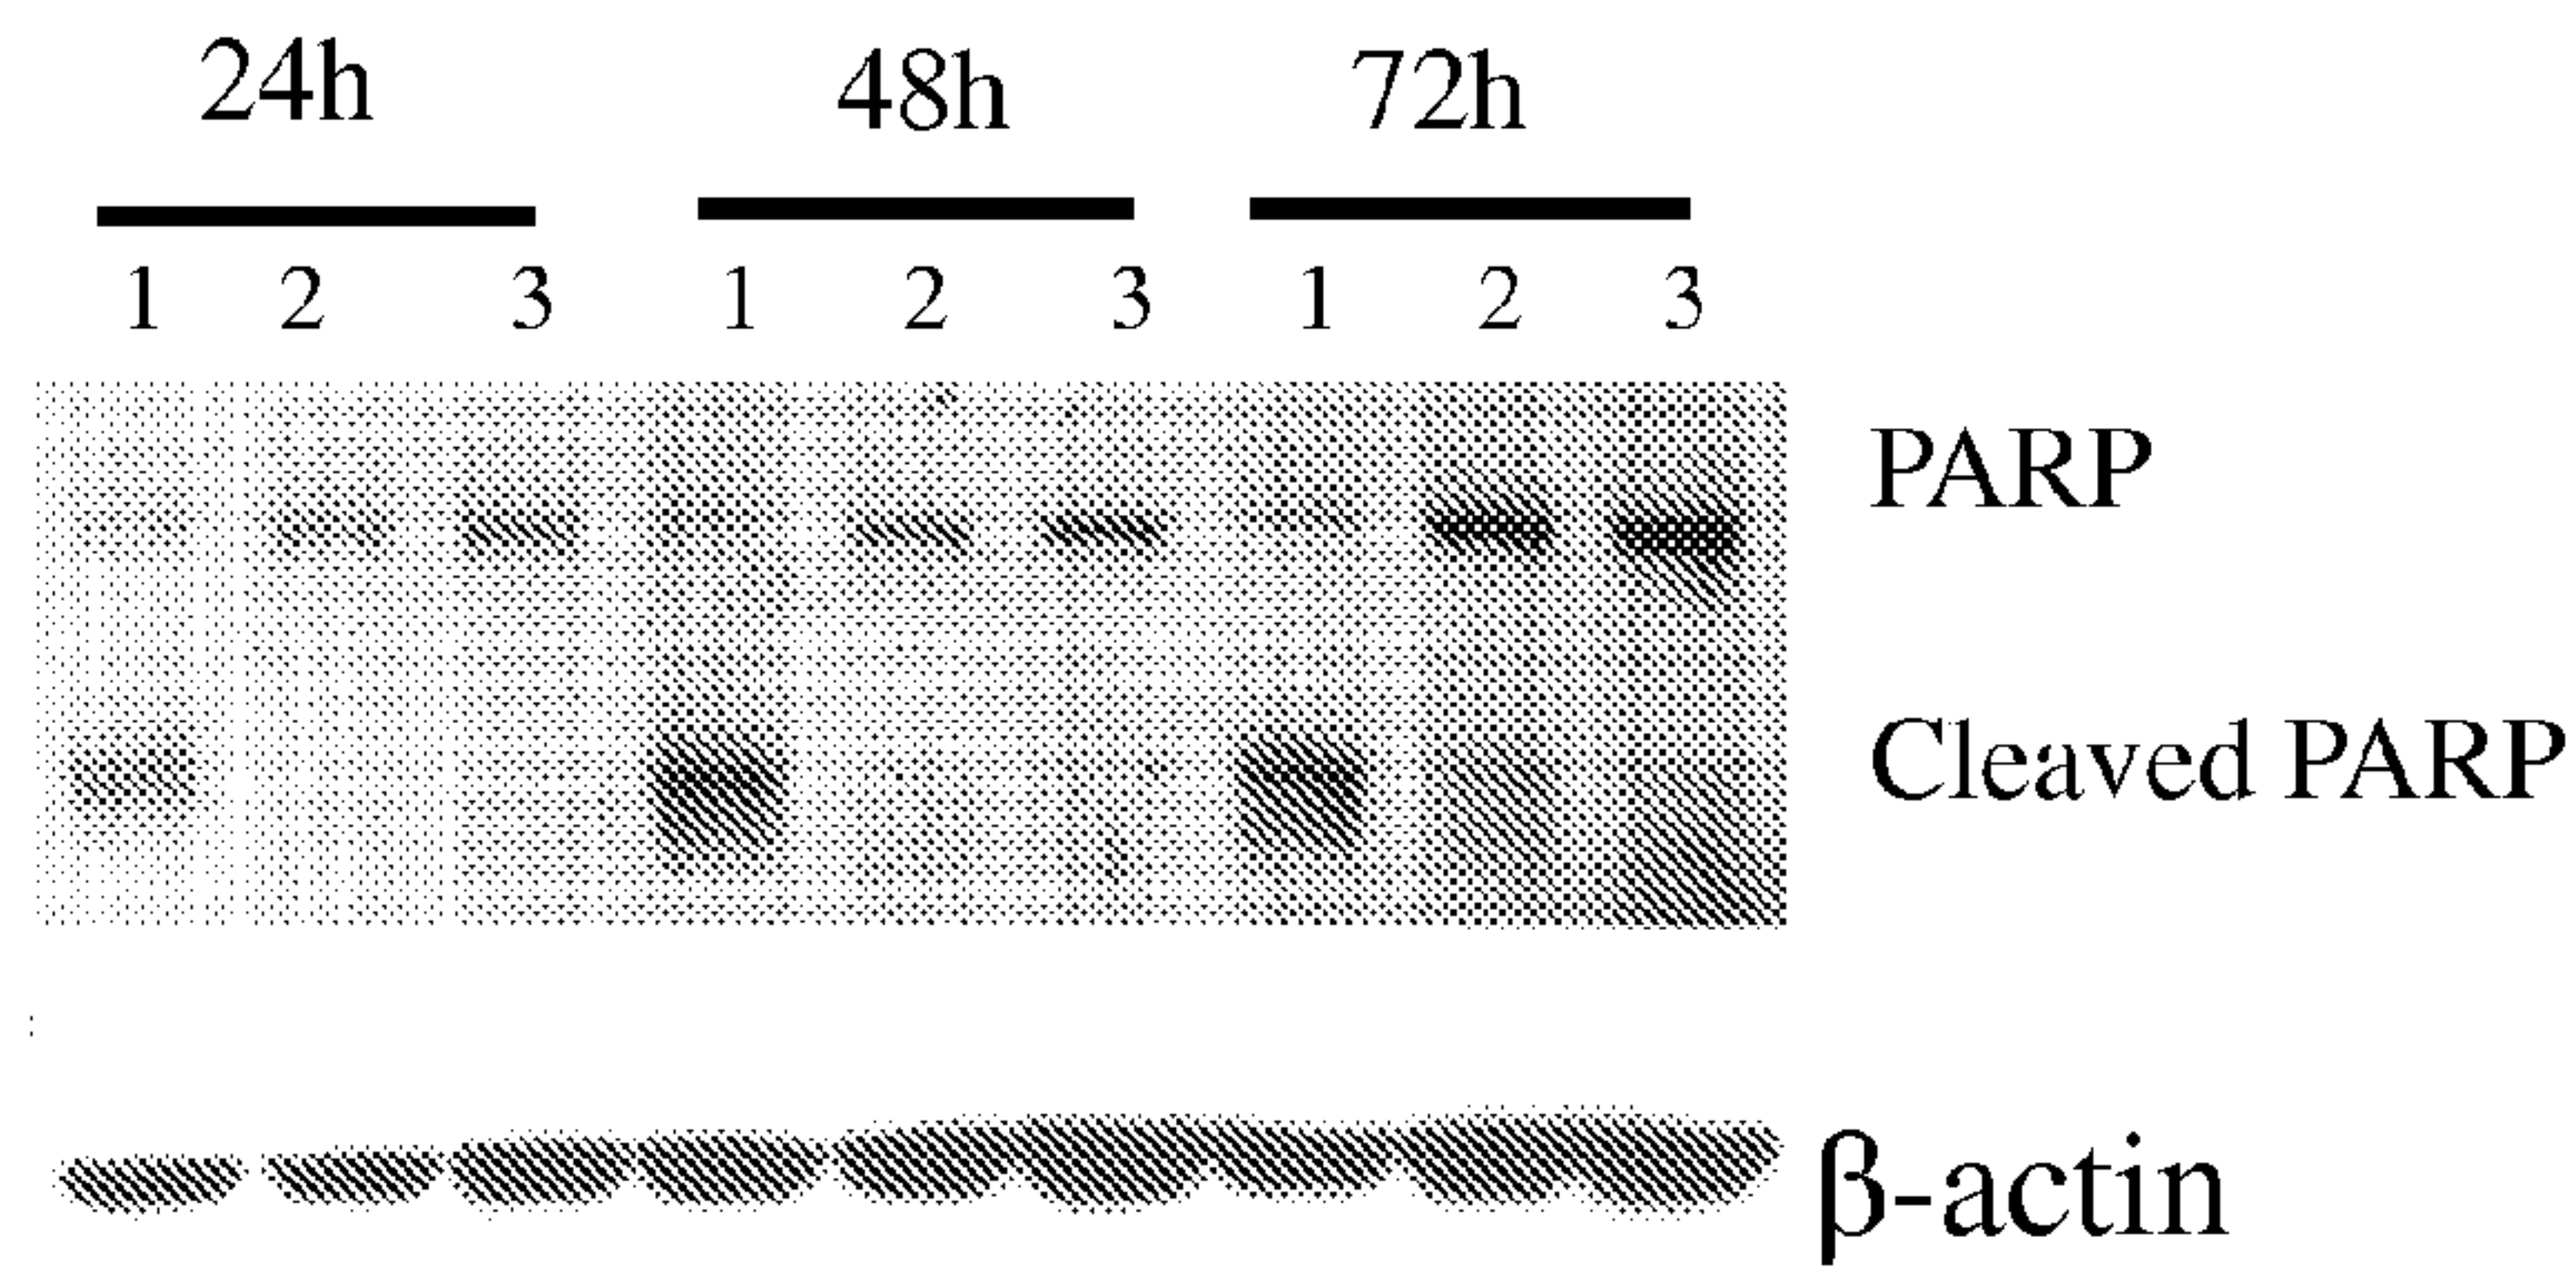 24h 48h 72h
1 2 3 1 2 3 1 2 3
PARP
Cleaved PARP
β-actin